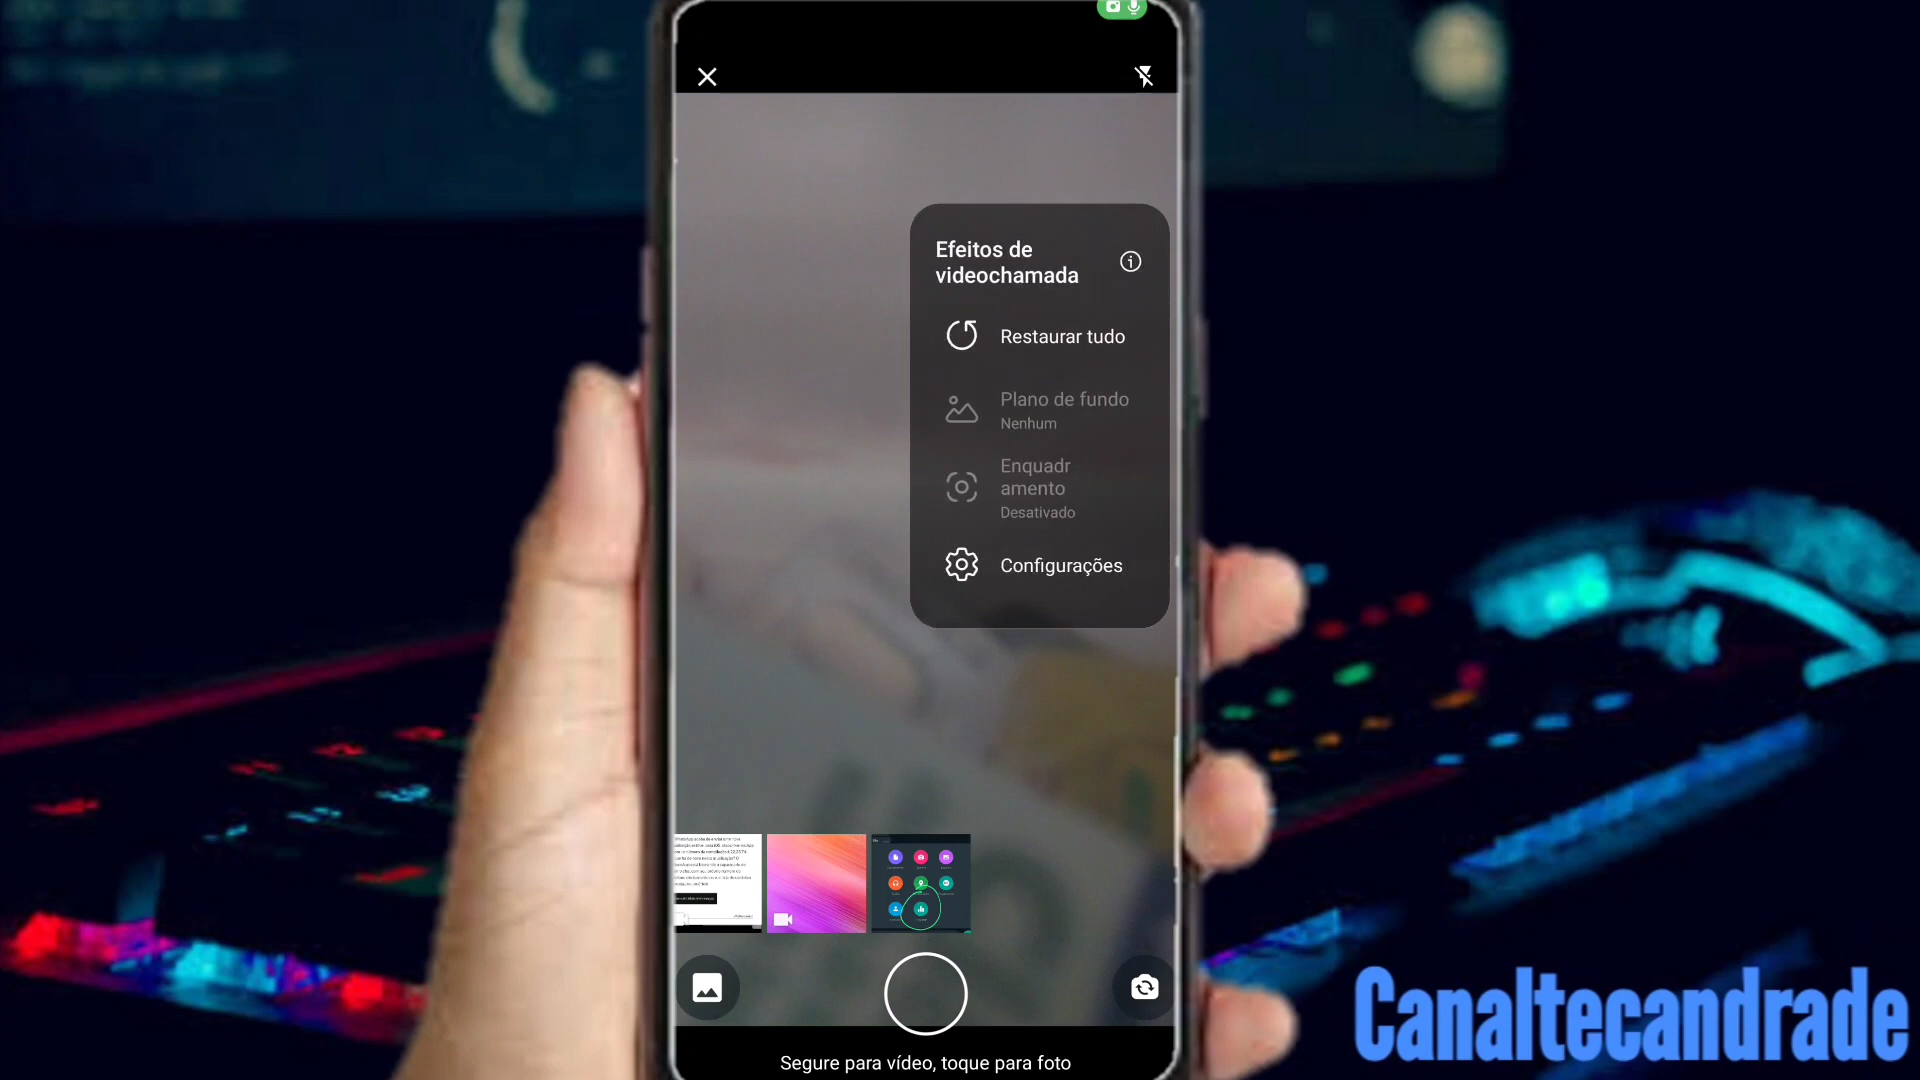 Efeitos de
videochamada
Restaurar tudo
Plano de fundo
Nenhum
Enquadr
amento
Desativado
Configurações
Segure para vídeo, toque para foto
Canaltecandrade